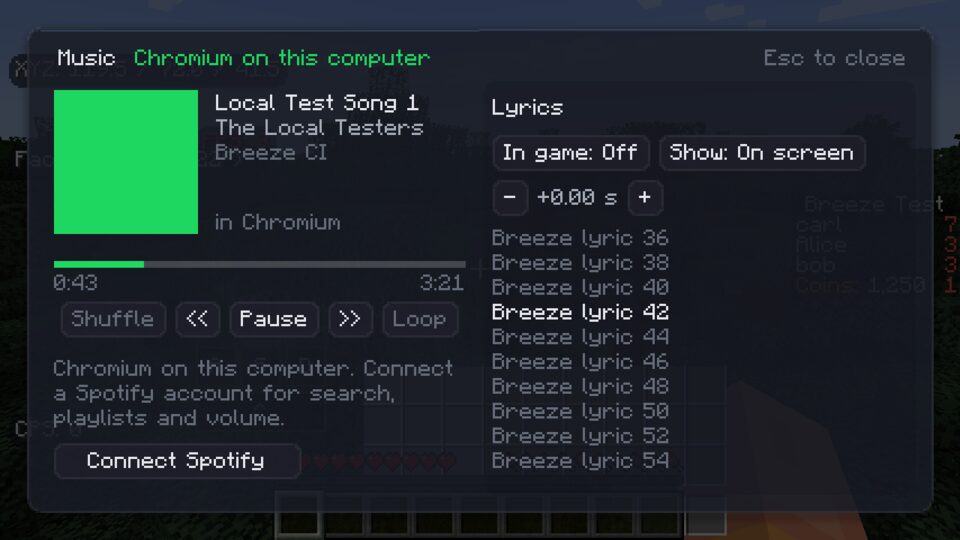 Music Chromium on this computer
Esc to close
Local Test Song 1
The Local Testers
Breeze CI
in Chromium
0:43
3:21
Shuffle
<<
Pause
>>
Loop
Chromium on this computer. Connect
a Spotify account for search,
playlists and volume.
Connect Spotify
Lyrics
In game: Off
Show: On screen
-
+0.00 s
+
Breeze lyric 36
Breeze lyric 38
Breeze lyric 40
Breeze lyric 42
Breeze lyric 44
Breeze lyric 46
Breeze lyric 48
Breeze lyric 50
Breeze lyric 52
Breeze lyric 54
Breeze Test
carl 7
Alice 3
bob 3
Coins: 1,250 1